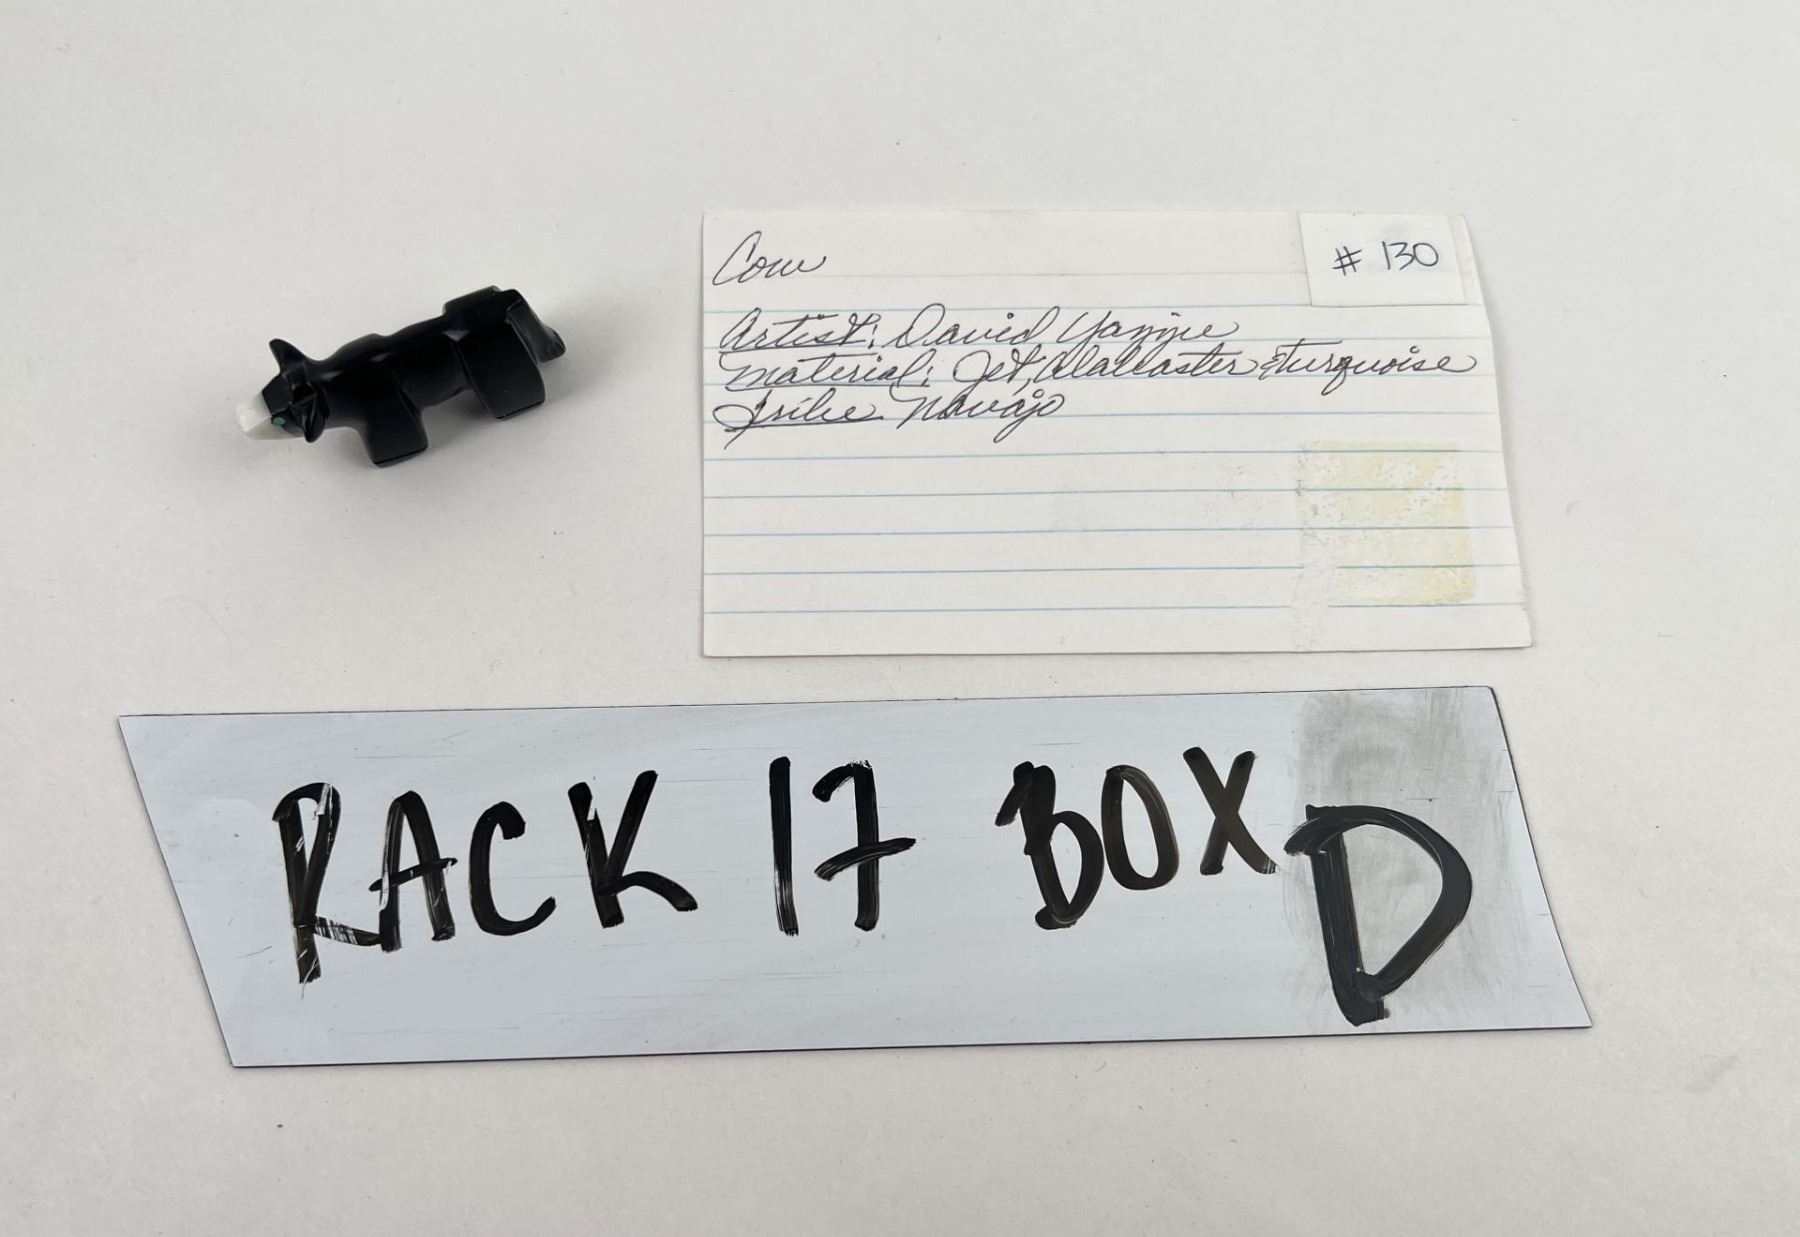 Cow
# 130
Artist: David Yazzie
Material: Jet, Alabaster & Turquoise
Tribe Navajo
RACK 17 BOX D